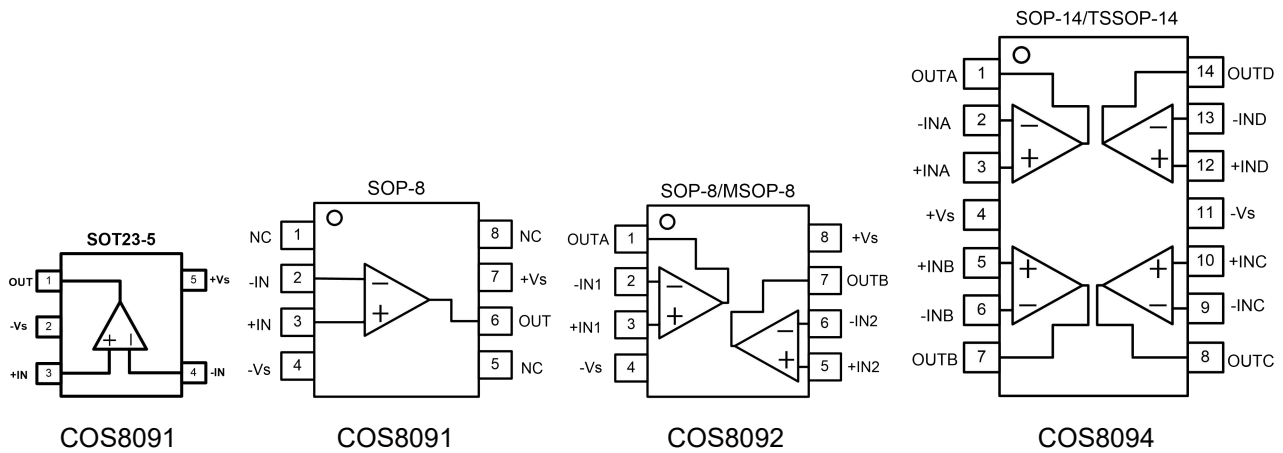 SOT23-5
OUT 1
5 +Vs
-Vs 2
+IN 3
4 -IN
+ −
COS8091
SOP-8
NC 1
8 NC
-IN 2
7 +Vs
+IN 3
6 OUT
-Vs 4
5 NC
−
+
COS8091
SOP-8/MSOP-8
OUTA 1
8 +Vs
-IN1 2
7 OUTB
+IN1 3
6 -IN2
-Vs 4
5 +IN2
−
+
−
+
COS8092
SOP-14/TSSOP-14
OUTA 1
14 OUTD
-INA 2
13 -IND
+INA 3
12 +IND
+Vs 4
11 -Vs
+INB 5
10 +INC
-INB 6
9 -INC
OUTB 7
8 OUTC
− −
+ +
+ +
− −
COS8094